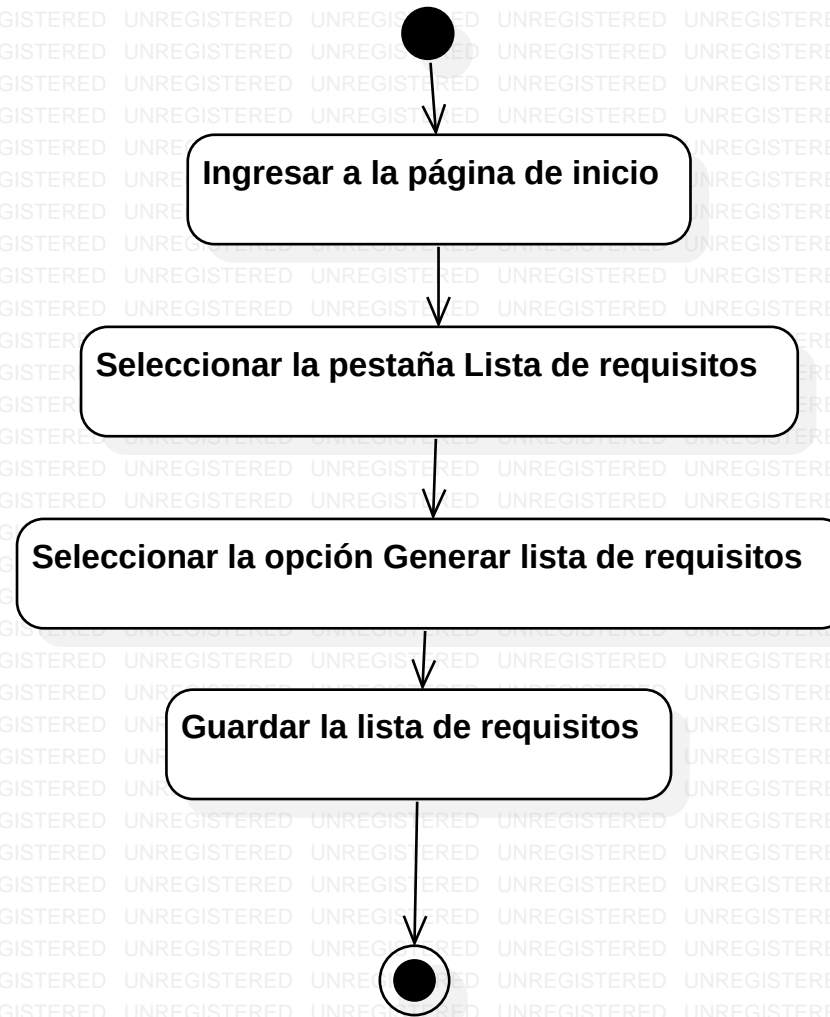 Ingresar a la página de inicio
Seleccionar la pestaña Lista de requisitos
Seleccionar la opción Generar lista de requisitos
Guardar la lista de requisitos
UNREGISTERED